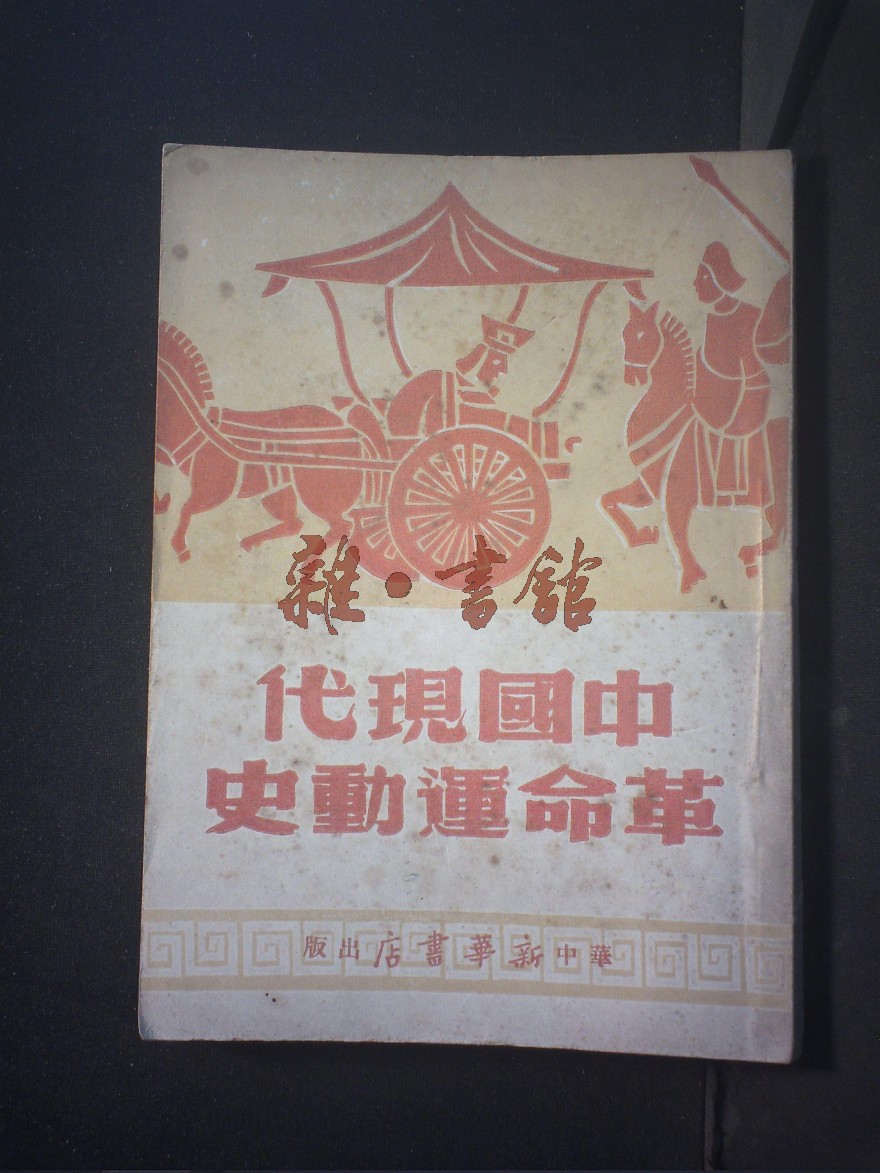 雜·書館
中國現代
革命運動史
華中新華書店出版